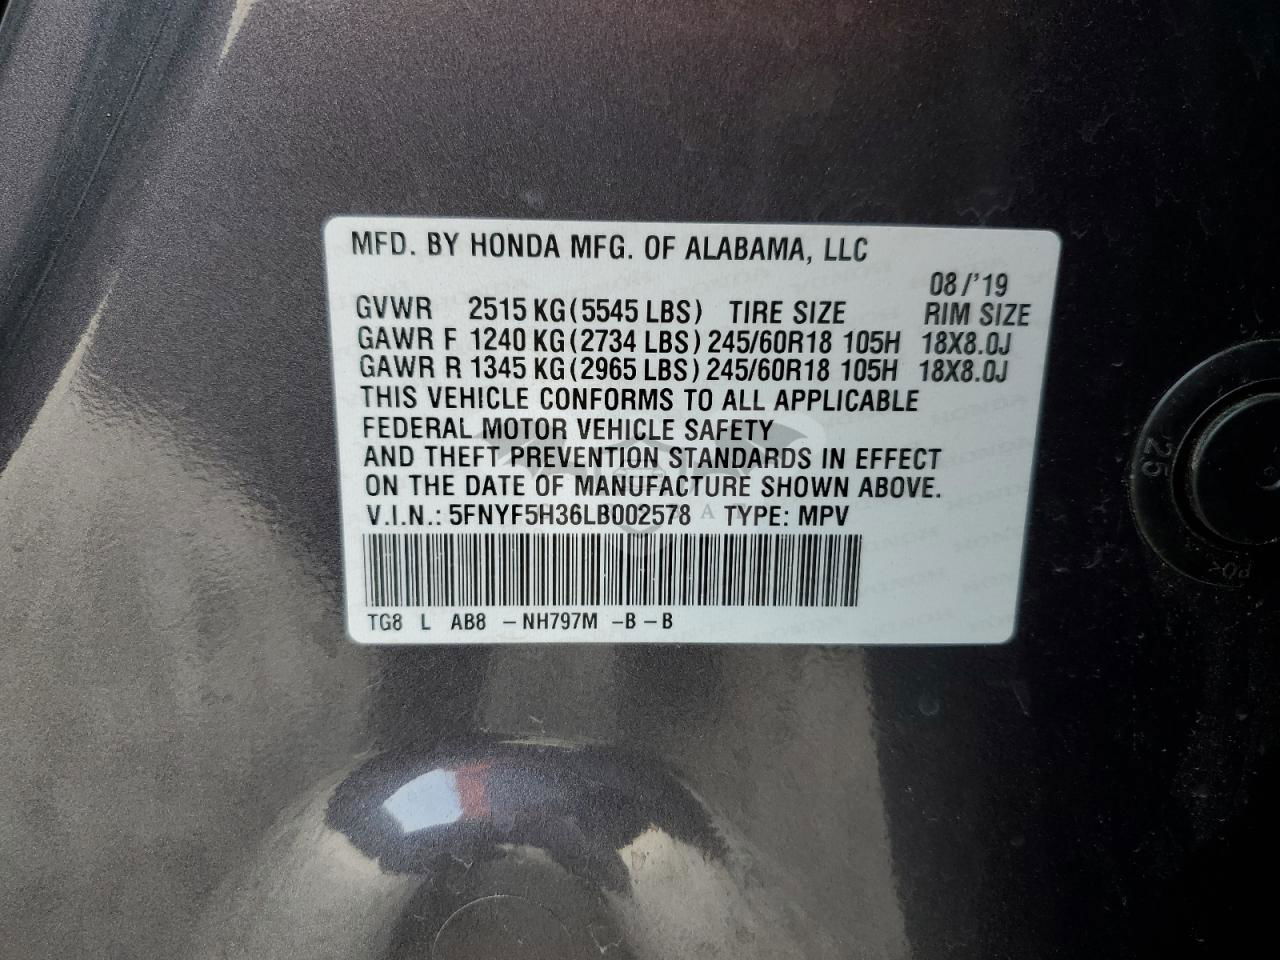 MFD. BY HONDA MFG. OF ALABAMA, LLC
08/'19
GVWR 2515 KG (5545 LBS) TIRE SIZE RIM SIZE
GAWR F 1240 KG (2734 LBS) 245/60R18 105H 18X8.0J
GAWR R 1345 KG (2965 LBS) 245/60R18 105H 18X8.0J
THIS VEHICLE CONFORMS TO ALL APPLICABLE
FEDERAL MOTOR VEHICLE SAFETY
AND THEFT PREVENTION STANDARDS IN EFFECT
ON THE DATE OF MANUFACTURE SHOWN ABOVE.
V.I.N.: 5FNYF5H36LB002578 TYPE: MPV
TG8 L AB8 - NH797M - B - B
25